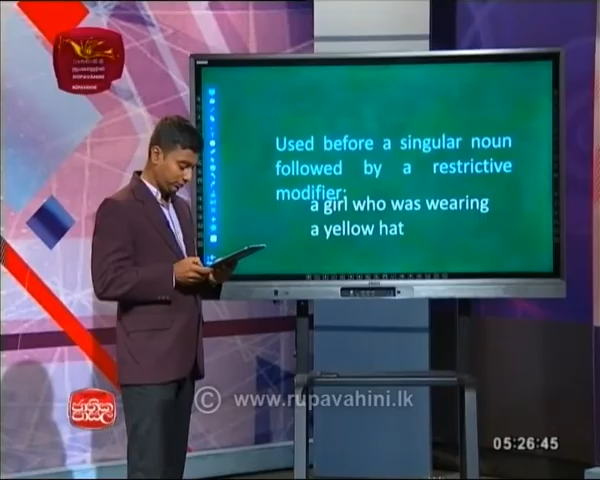 RUPAVAHINI
Used before a singular noun
followed by a restrictive
modifier:
a girl who was wearing
a yellow hat
© www.rupavahini.lk
05:26:45